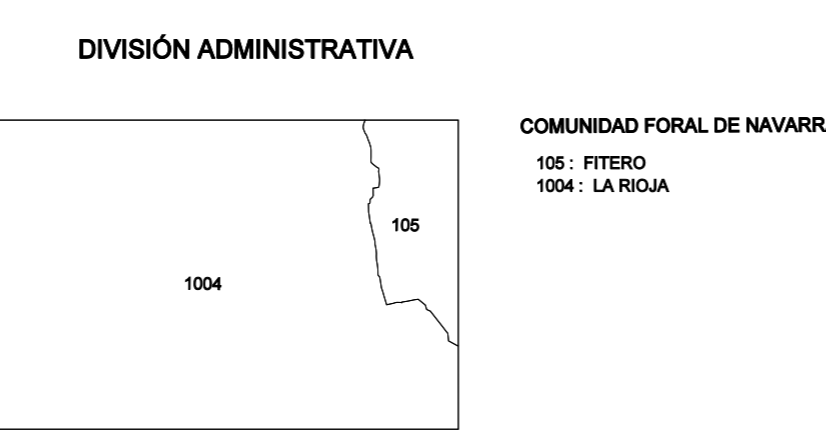 DIVISIÓN ADMINISTRATIVA
COMUNIDAD FORAL DE NAVARR
105 : FITERO
1004 : LA RIOJA
105
1004